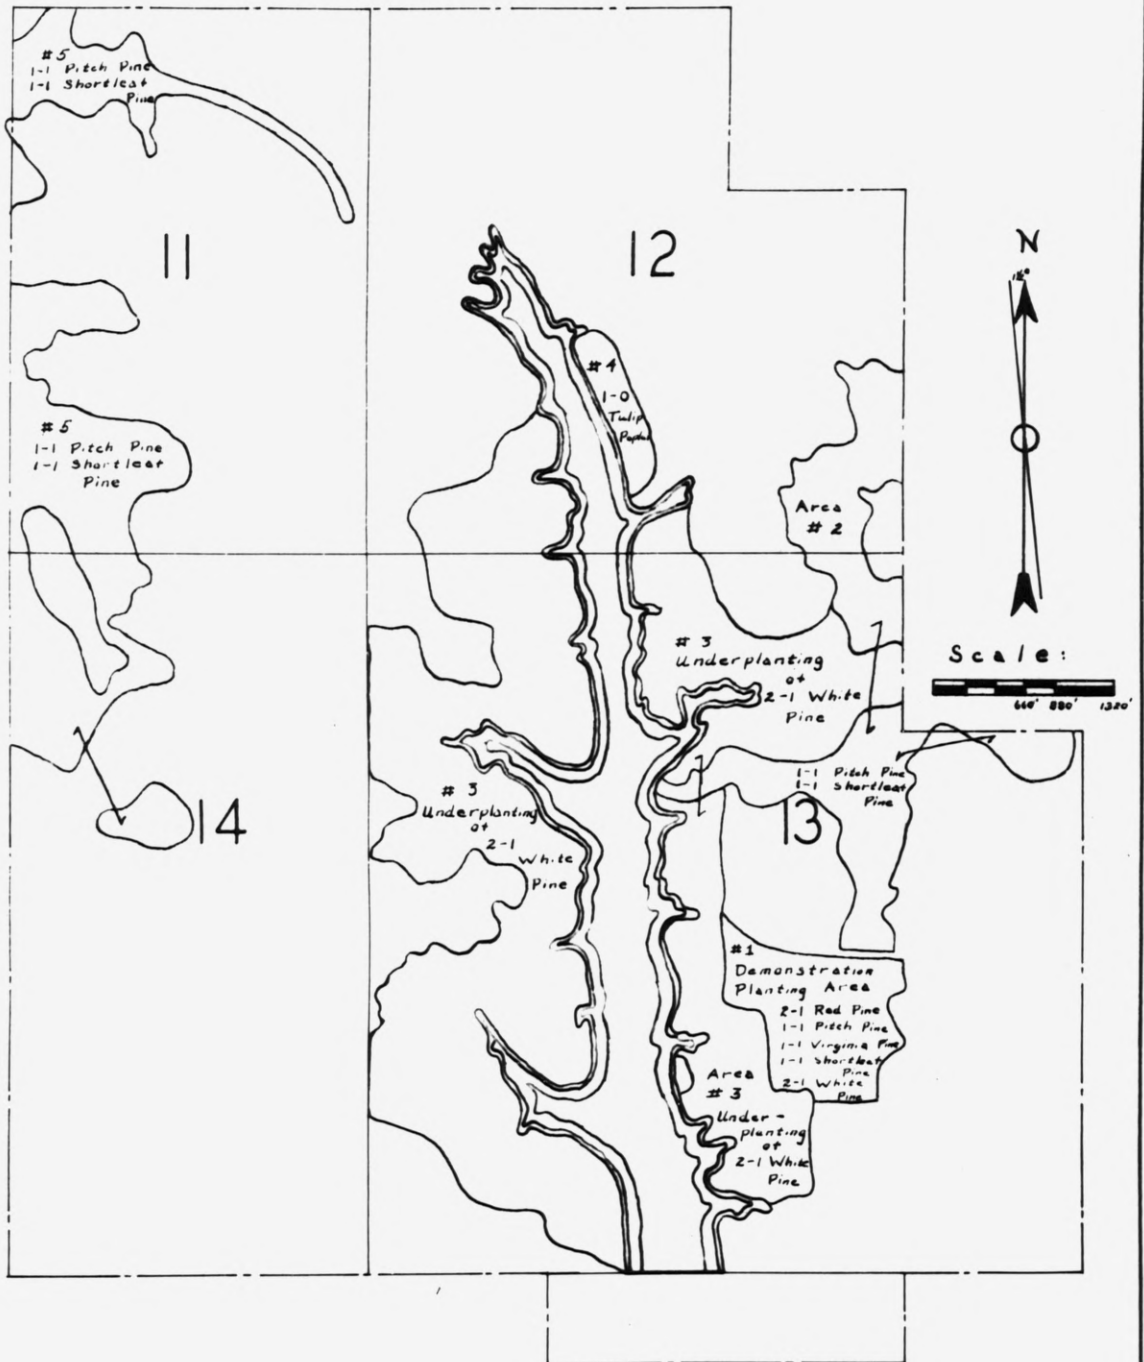 #5
1-1 Pitch Pine
1-1 Shortleaf
Pine
11
12
N
#4
1-0
Tulip
Poplar
#5
1-1 Pitch Pine
1-1 Shortleaf
Pine
Area
#2
#3
Underplanting
of
2-1 White
Pine
Scale:
660' 880' 1320'
1-1 Pitch Pine
1-1 Shortleaf
Pine
13
14
#3
Underplanting
of
2-1
White
Pine
#1
Demonstration
Planting Area
2-1 Red Pine
1-1 Pitch Pine
1-1 Virginia Pine
1-1 Shortleaf
Pine
2-1 White
Pine
Area
#3
Under-
planting
of
2-1 White
Pine